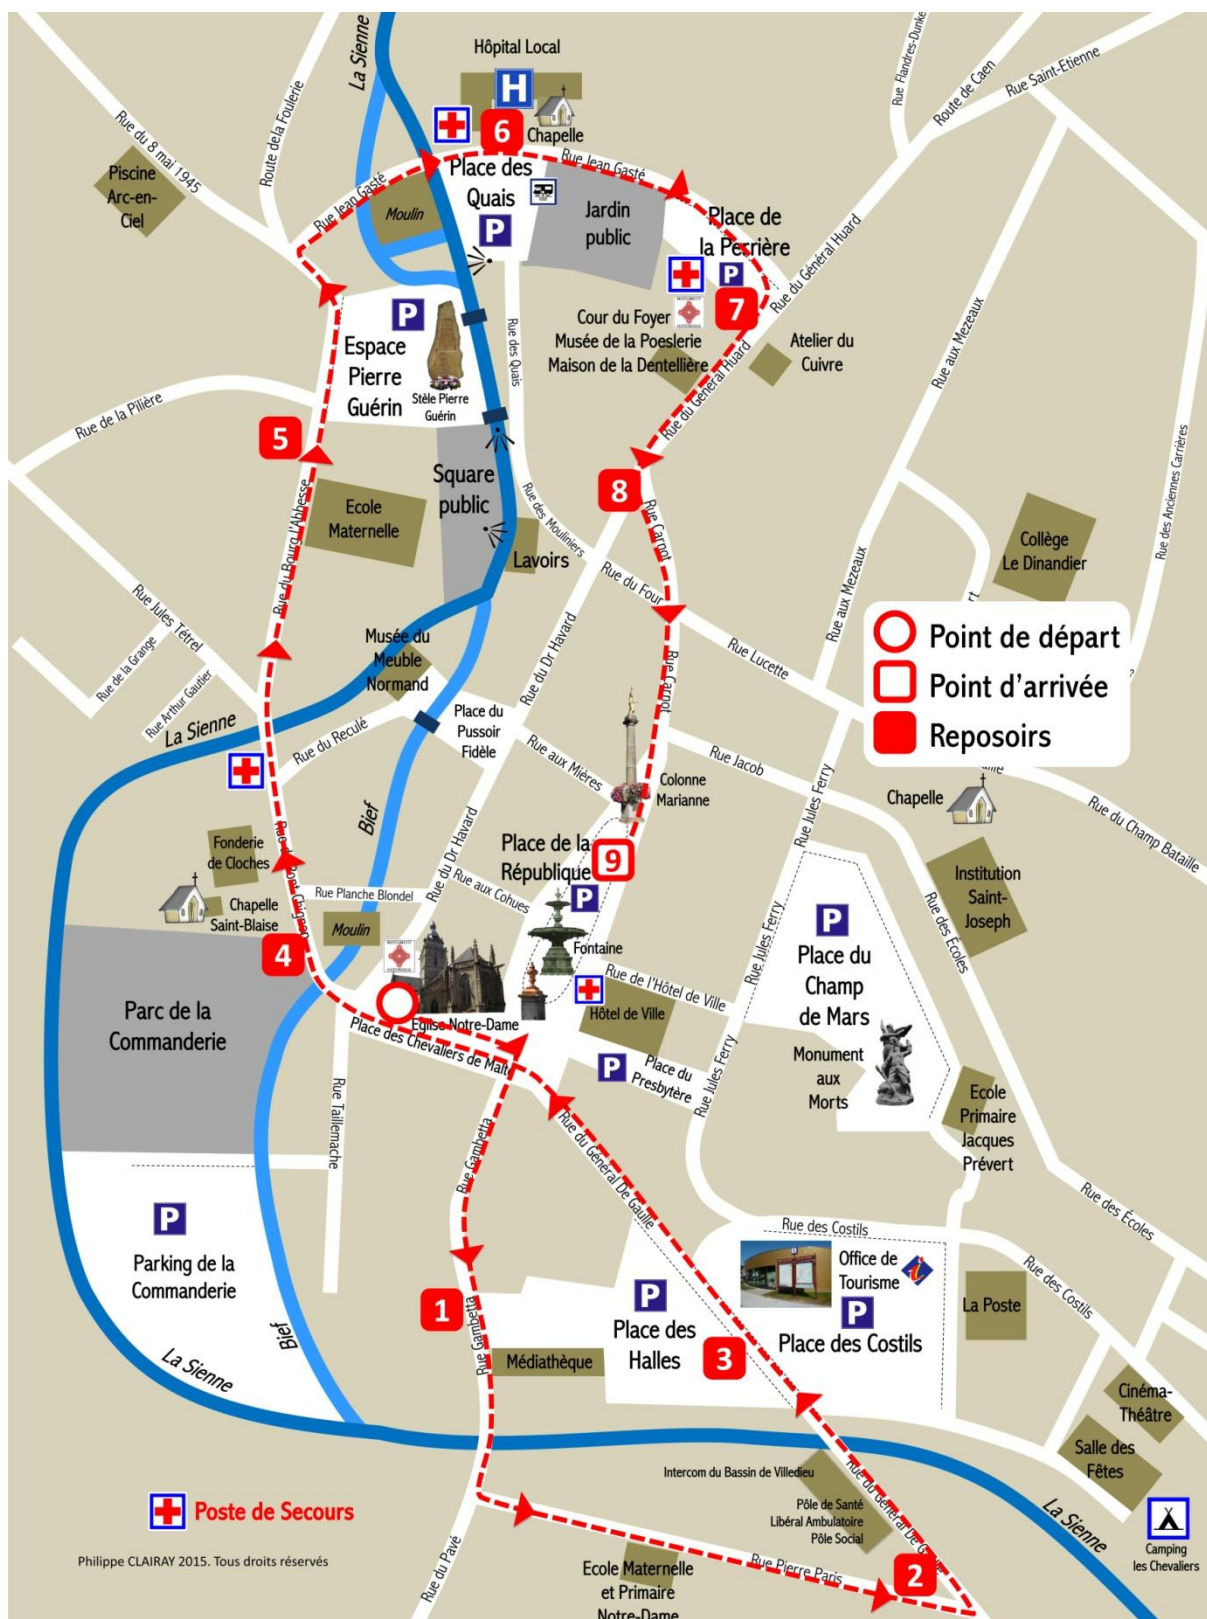 La Sienne
Hôpital Local
H
Rue Flandres-Dunke
Route de Caen
Rue Saint-Etienne
Route dela Foulerie
Rue du 8 mai 1945
Piscine
Arc-en-
Ciel
6
Chapelle
Rue Jean Gasté
Rue Jean Gasté
Moulin
Place des
Quais
P
Jardin
public
Place de
la Perrière
P
7
Rue du Général Huard
Cour du Foyer
Musée de la Poeslerie
Maison de la Dentellière
Atelier du
Cuivre
Rue du Général Huard
Rue aux Mezeaux
P
Espace
Pierre
Guérin
Stèle Pierre
Guérin
Rue des Quais
Rue de la Pilière
5
Square
public
8
Rue Carnot
Rue des Anciennes Carrières
Ecole
Maternelle
Rue du Bourg l'Abbesse
Lavoirs
Rue des Mouliniers
Rue du Four
Collège
Le Dinandier
Rue aux Mezeaux
Rue Jules Tétrel
Rue de la Grange
Rue Arthur Gautier
Musée du
Meuble
Normand
Rue du Dr Havard
Rue Carnot
Rue Lucette
Point de départ
Point d'arrivée
Reposoirs
La Sienne
Rue du Reculé
Place du
Pussoir
Fidèle
Rue aux Mières
Colonne
Marianne
Rue Jacob
Rue Jules Ferry
Chapelle
Rue du Champ Bataille
Bief
Fonderie
de Cloches
Rue du Pont Chignon
Rue du Dr Havard
Place de la
République
9
P
Rue Planche Blondel
Rue aux Cohues
Chapelle
Saint-Blaise
Moulin
4
Fontaine
Institution
Saint-
Joseph
Rue des Écoles
P
Place du
Champ
de Mars
Rue Jules Ferry
Rue de l'Hôtel de Ville
Hôtel de Ville
Parc de la
Commanderie
Eglise Notre-Dame
Place des Chevaliers de Malte
P
Place du
Presbytère
Rue Jules Ferry
Monument
aux
Morts
Ecole
Primaire
Jacques
Prévert
Rue Taillemache
Rue Gambetta
Rue du Général De Gaulle
Rue des Écoles
P
Parking de la
Commanderie
Rue des Costils
Office de
Tourisme
P
Place des Costils
La Poste
Rue des Costils
1
Rue Gambetta
P
Place des
Halles
3
Bief
La Sienne
Médiathèque
Cinéma-
Théâtre
Salle des
Fêtes
Intercom du Bassin de Villedieu
Pôle de Santé
Libéral Ambulatoire
Pôle Social
Rue du Général De Gaulle
La Sienne
Camping
les Chevaliers
Poste de Secours
Philippe CLAIRAY 2015. Tous droits réservés
Rue du Pavé
Ecole Maternelle
et Primaire
Notre-Dame
Rue Pierre Paris
2